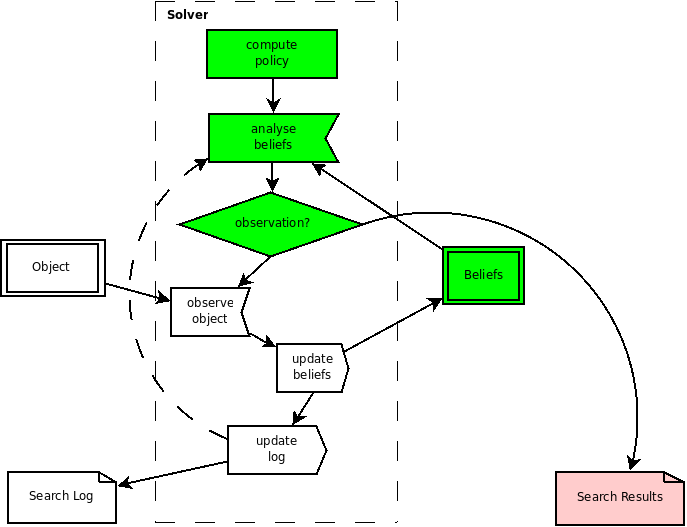 Solver
compute
policy
analyse
beliefs
observation?
Object
Beliefs
observe
object
update
beliefs
update
log
Search Log
Search Results